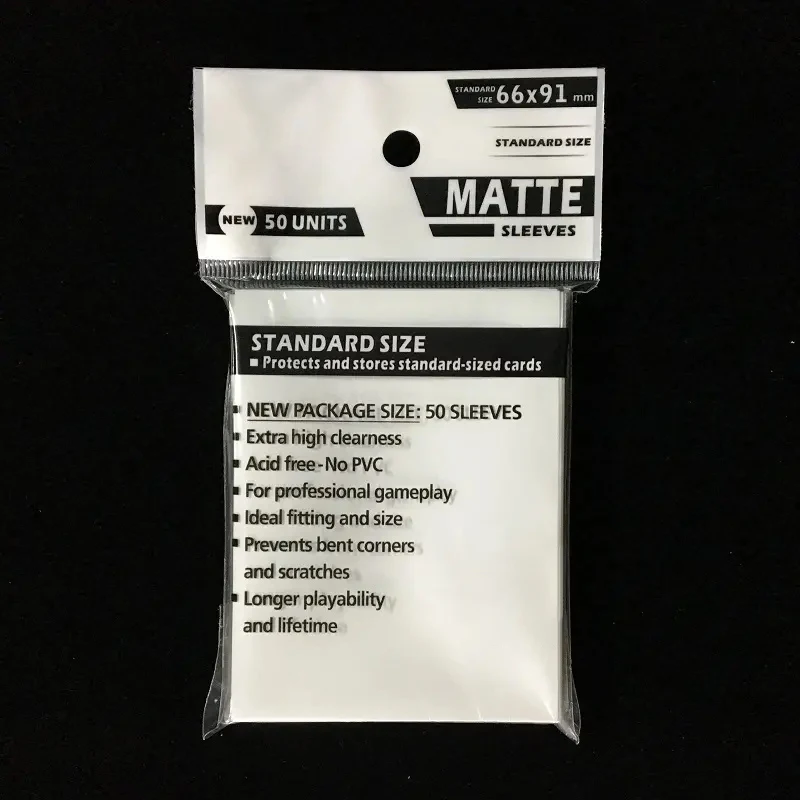 STANDARD
SIZE 66x91 mm
STANDARD SIZE
MATTE
SLEEVES
NEW 50 UNITS
STANDARD SIZE
▪ Protects and stores standard-sized cards
▪ NEW PACKAGE SIZE: 50 SLEEVES
▪ Extra high clearness
▪ Acid free-No PVC
▪ For professional gameplay
▪ Ideal fitting and size
▪ Prevents bent corners
and scratches
▪ Longer playability
and lifetime